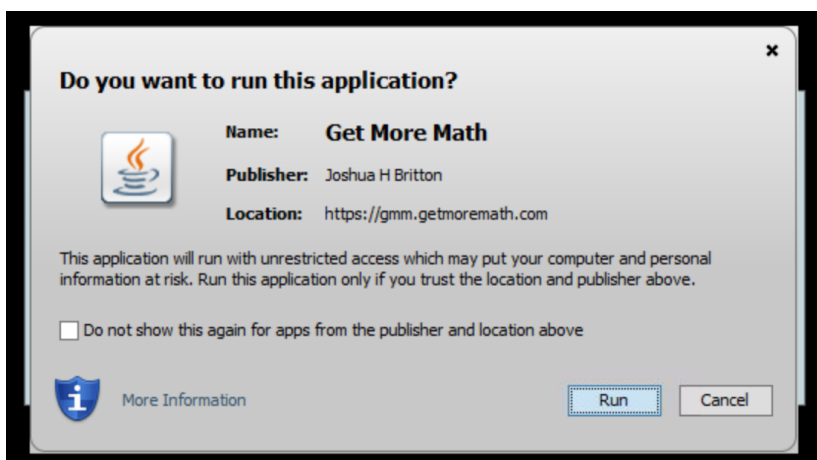 Do you want to run this application?
Name: Get More Math
Publisher: Joshua H Britton
Location: https://gmm.getmoremath.com
This application will run with unrestricted access which may put your computer and personal
information at risk. Run this application only if you trust the location and publisher above.
Do not show this again for apps from the publisher and location above
More Information
Run
Cancel